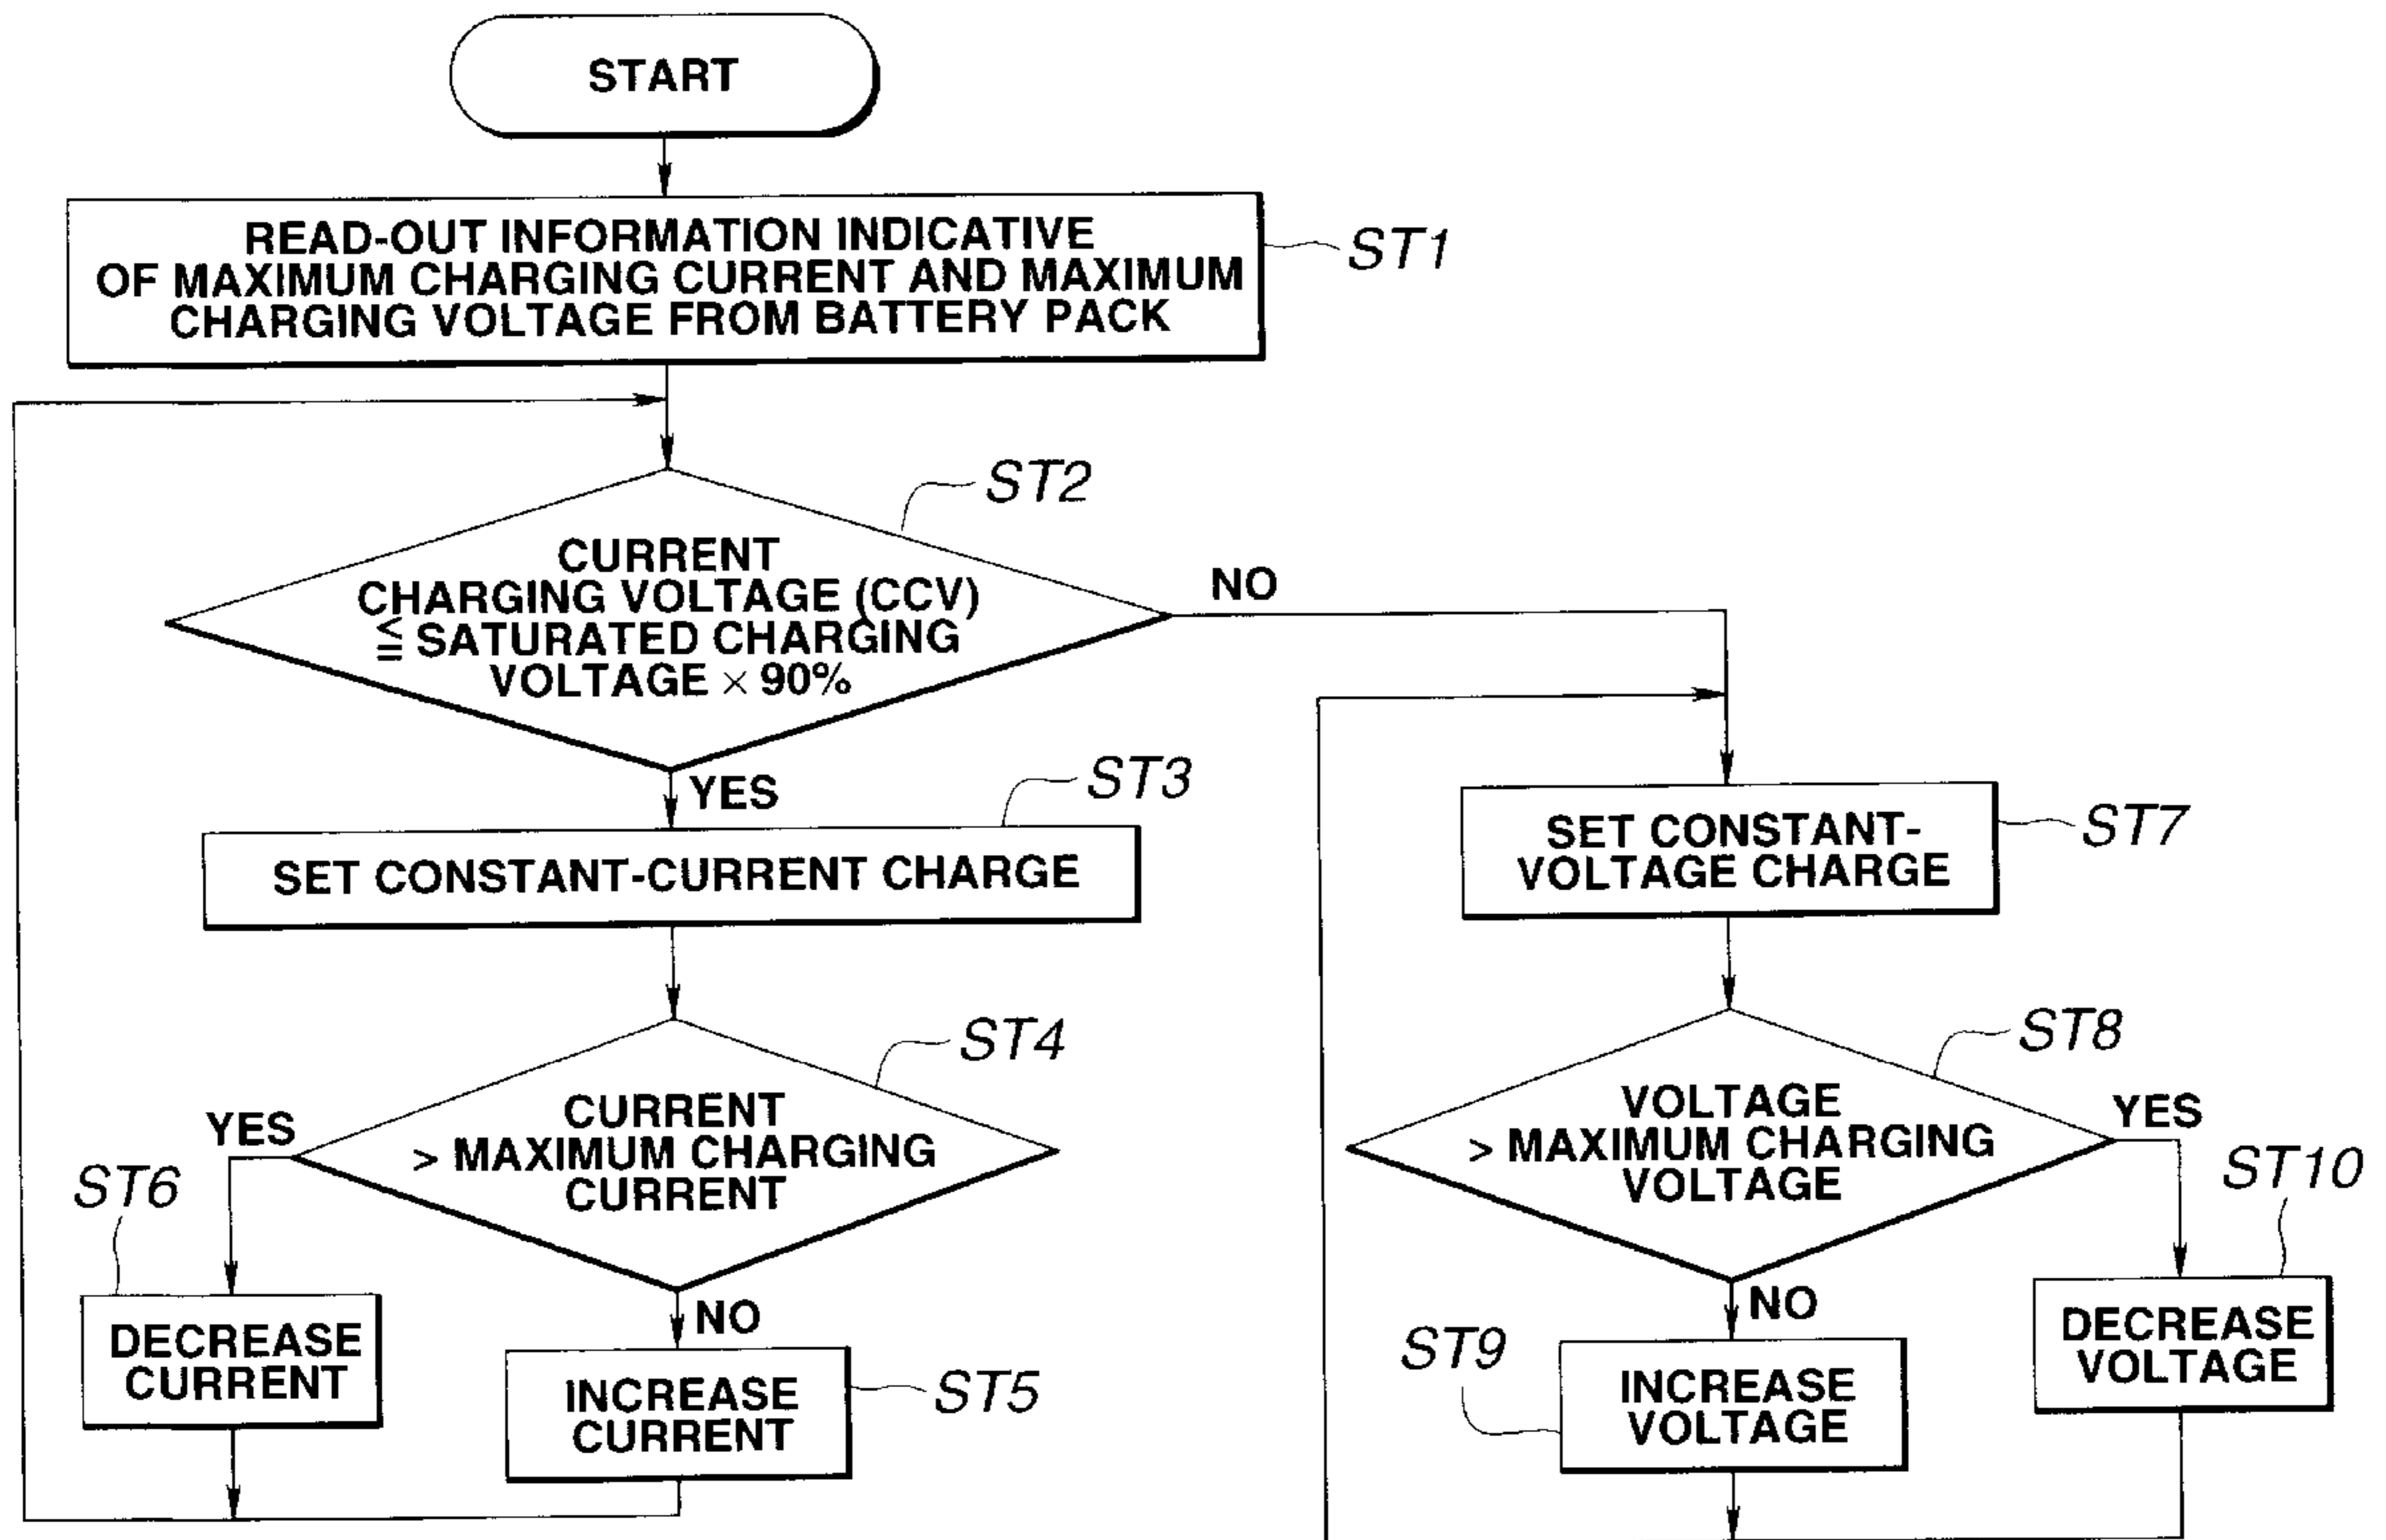 START
READ-OUT INFORMATION INDICATIVE
OF MAXIMUM CHARGING CURRENT AND MAXIMUM
CHARGING VOLTAGE FROM BATTERY PACK
ST1
ST2
CURRENT
CHARGING VOLTAGE (CCV)
≦ SATURATED CHARGING
VOLTAGE × 90%
NO
YES
ST3
SET CONSTANT-CURRENT CHARGE
ST4
CURRENT
> MAXIMUM CHARGING
CURRENT
YES
ST6
DECREASE
CURRENT
NO
INCREASE
CURRENT
ST5
SET CONSTANT-
VOLTAGE CHARGE
ST7
ST8
VOLTAGE
> MAXIMUM CHARGING
VOLTAGE
YES
ST10
NO
ST9
INCREASE
VOLTAGE
DECREASE
VOLTAGE